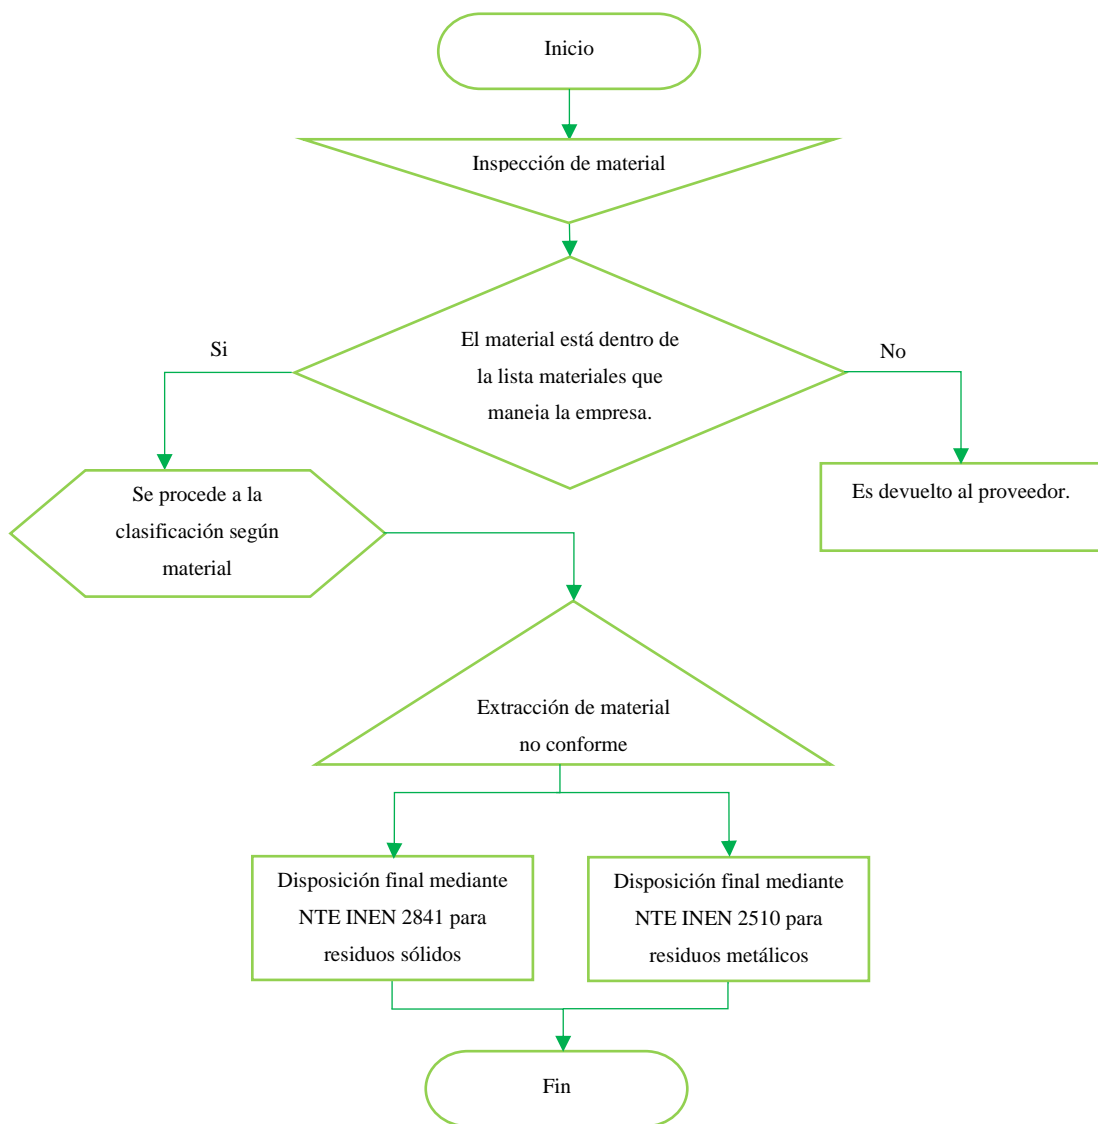 Inicio
Inspección de material
El material está dentro de
la lista materiales que
maneja la empresa.
Si
No
Se procede a la
clasificación según
material
Es devuelto al proveedor.
Extracción de material
no conforme
Disposición final mediante
NTE INEN 2841 para
residuos sólidos
Disposición final mediante
NTE INEN 2510 para
residuos metálicos
Fin